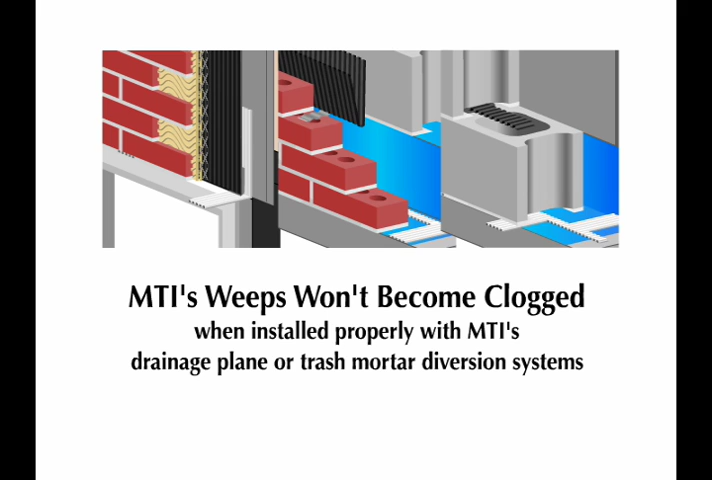 MTI's Weeps Won't Become Clogged
when installed properly with MTI's
drainage plane or trash mortar diversion systems